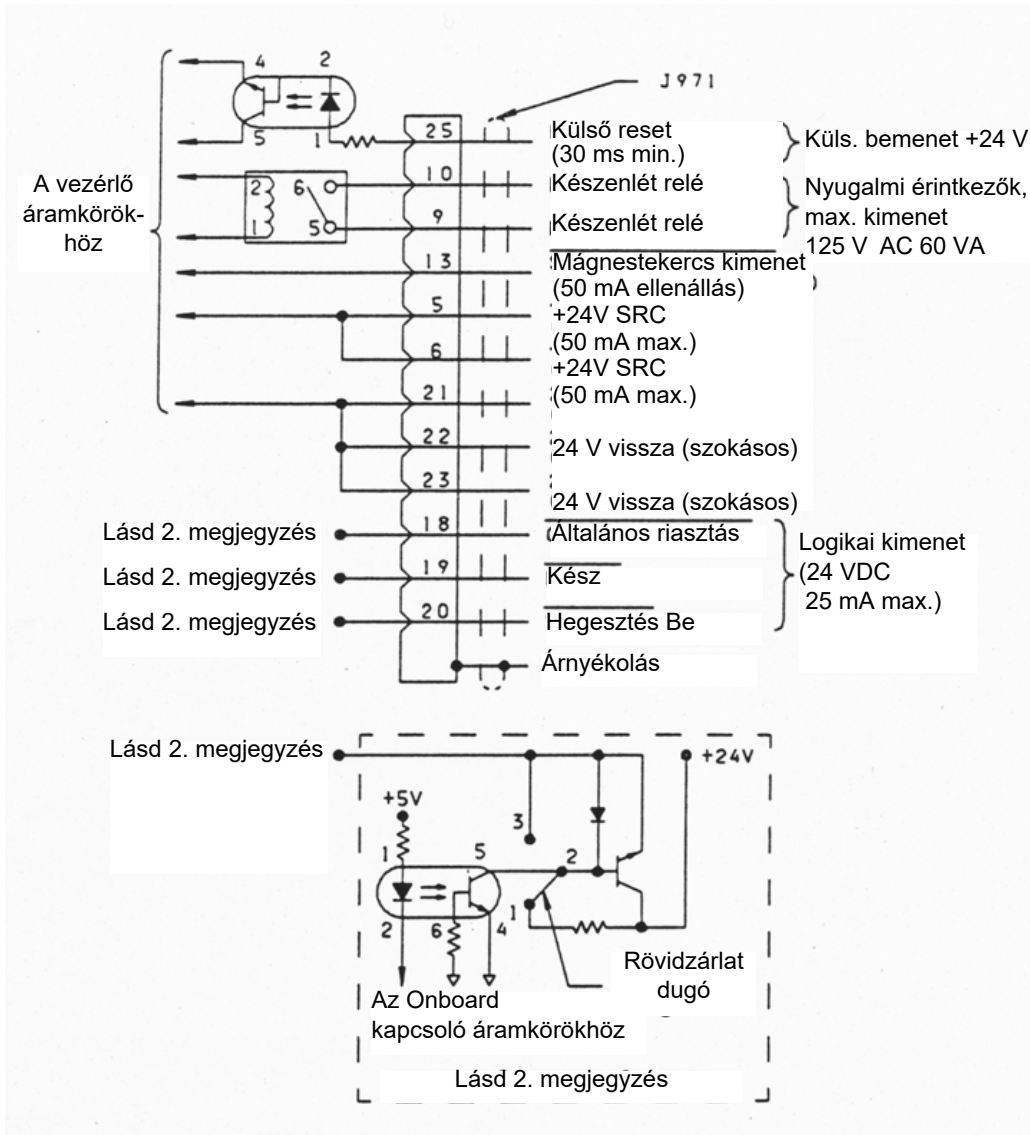 4 2
J971
5 1 25 Külső reset
(30 ms min.)
Küls. bemenet +24 V
A vezérlő
áramkörök-
höz
2 6 10 Készenlét relé
1 5 9 Készenlét relé
Nyugalmi érintkezők,
max. kimenet
125 V AC 60 VA
13 Mágnestekercs kimenet
(50 mA ellenállás)
)
5 +24V SRC
(50 mA max.)
6 +24V SRC
(50 mA max.)
21
22 24 V vissza (szokásos)
23
24 V vissza (szokásos)
Lásd 2. megjegyzés 18 Általános riasztás
Lásd 2. megjegyzés 19 Kész
Lásd 2. megjegyzés 20 Hegesztés Be
Logikai kimenet
(24 VDC
25 mA max.)
Árnyékolás
Lásd 2. megjegyzés
+24V
+5V
3
1 5 2
1
2 6 4
Rövidzárlat
dugó
Az Onboard
kapcsoló áramkörökhöz
Lásd 2. megjegyzés